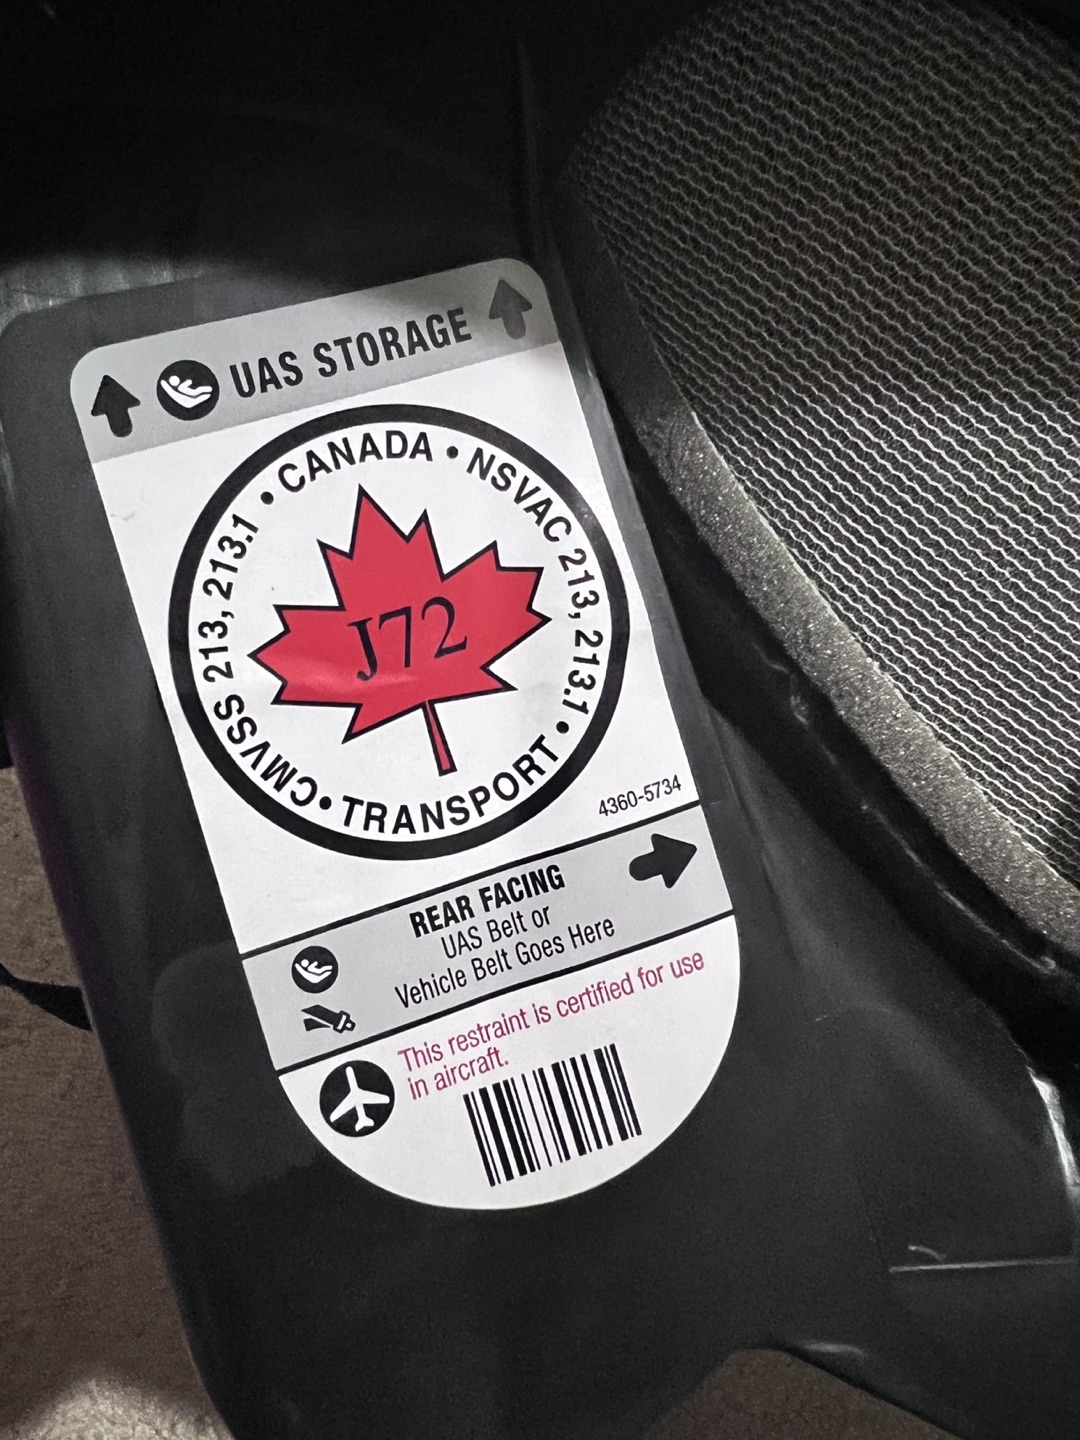 UAS STORAGE
CMVSS 213, 213.1 • CANADA • NSVAC 213, 213.1 • TRANSPORT •
J72
4360-5734
REAR FACING
UAS Belt or
Vehicle Belt Goes Here
This restraint is certified for use
in aircraft.